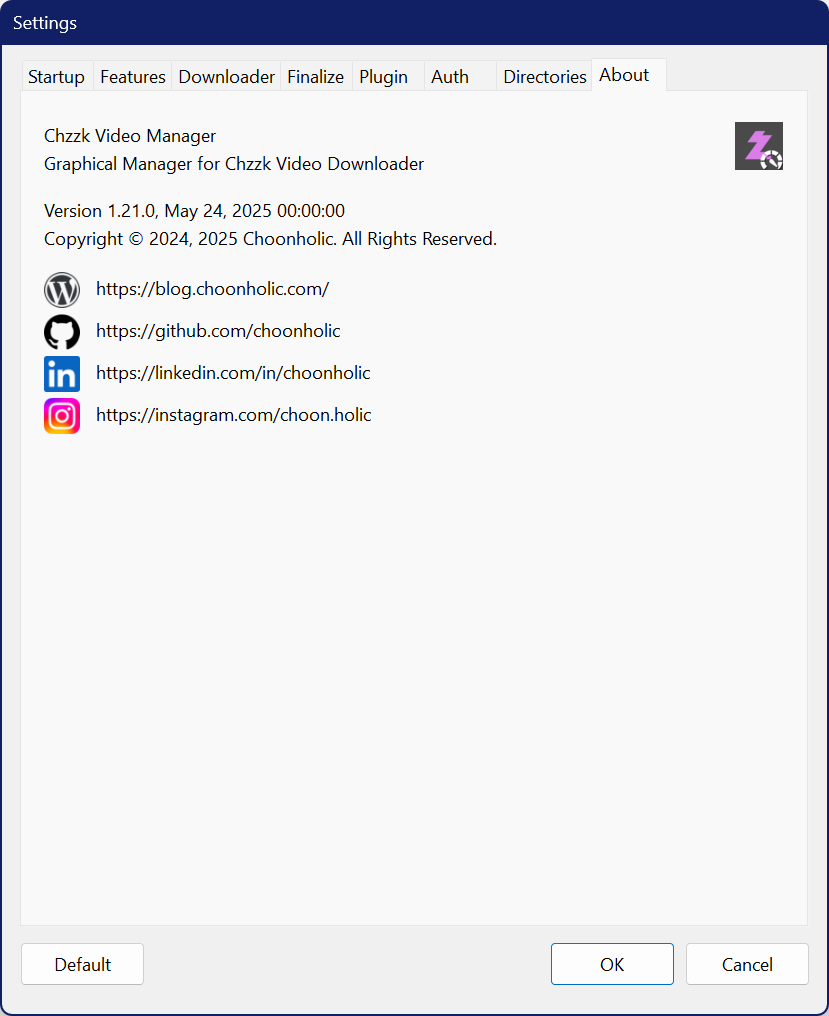 Settings
Startup Features Downloader Finalize Plugin Auth Directories About
Chzzk Video Manager
Graphical Manager for Chzzk Video Downloader
Version 1.21.0, May 24, 2025 00:00:00
Copyright © 2024, 2025 Choonholic. All Rights Reserved.
https://blog.choonholic.com/
https://github.com/choonholic
https://linkedin.com/in/choonholic
https://instagram.com/choon.holic
Default OK Cancel